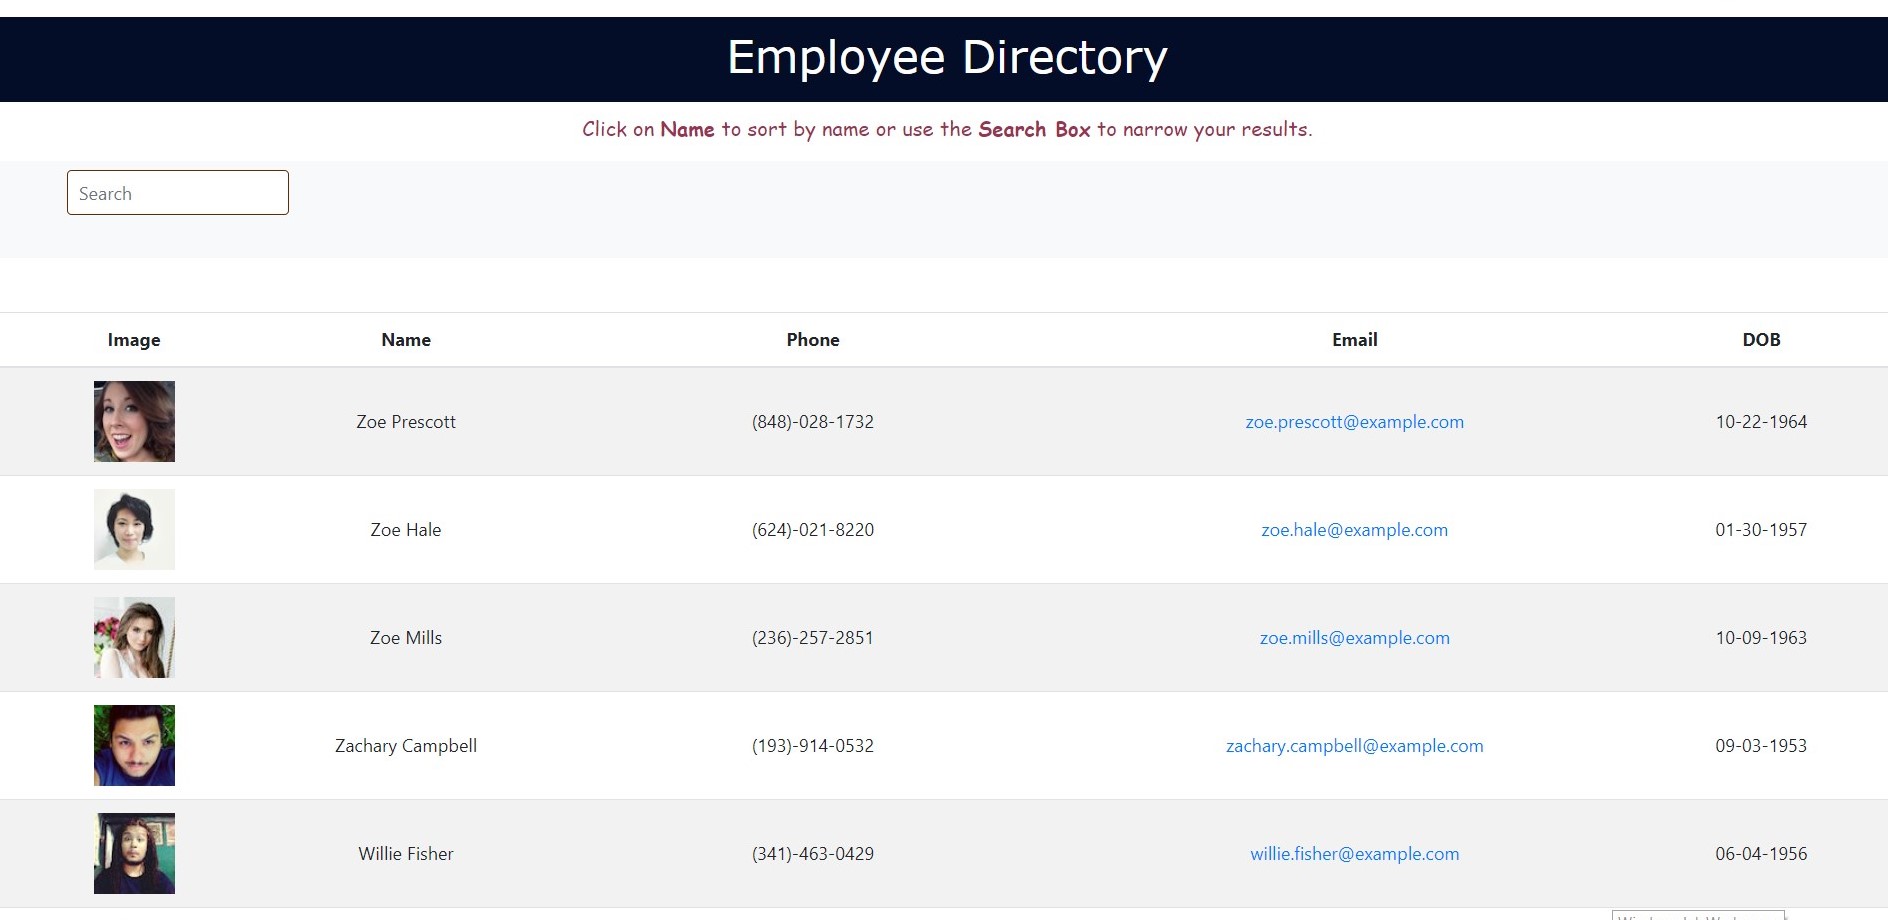 Employee Directory
Click on Name to sort by name or use the Search Box to narrow your results.
Search
Image Name Phone Email DOB
Zoe Prescott (848)-028-1732 zoe.prescott@example.com 10-22-1964
Zoe Hale (624)-021-8220 zoe.hale@example.com 01-30-1957
Zoe Mills (236)-257-2851 zoe.mills@example.com 10-09-1963
Zachary Campbell (193)-914-0532 zachary.campbell@example.com 09-03-1953
Willie Fisher (341)-463-0429 willie.fisher@example.com 06-04-1956